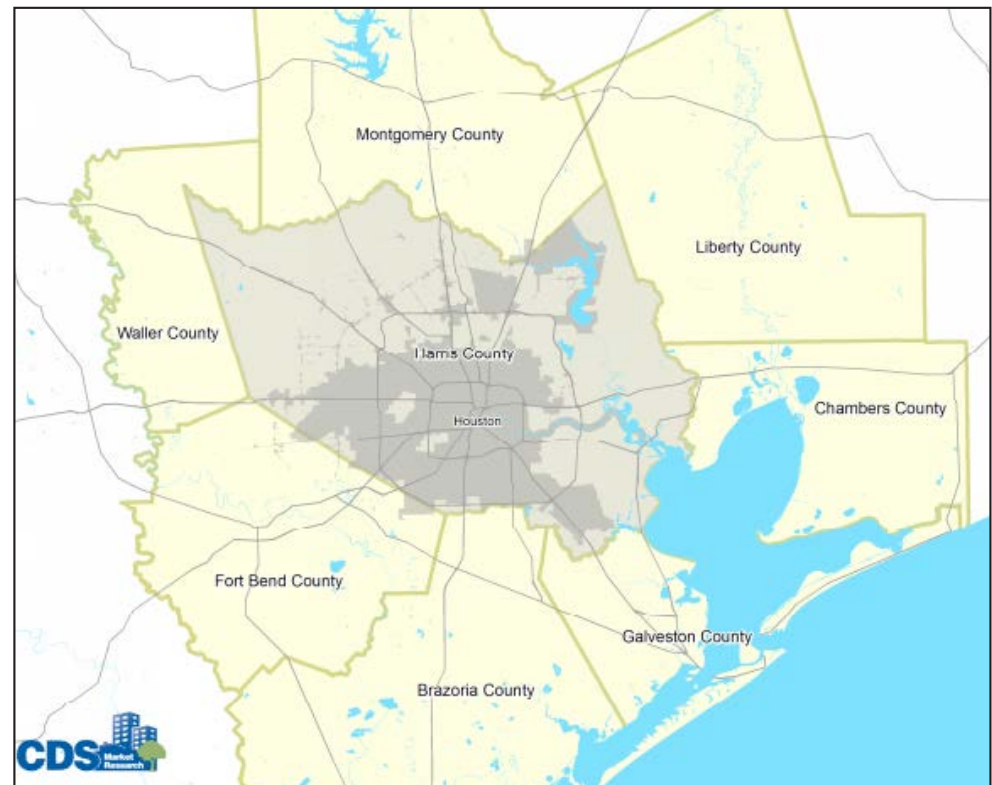 Montgomery County
Liberty County
Waller County
Harris County
Chambers County
Houston
Fort Bend County
Galveston County
Brazoria County
CDS
Market
Research